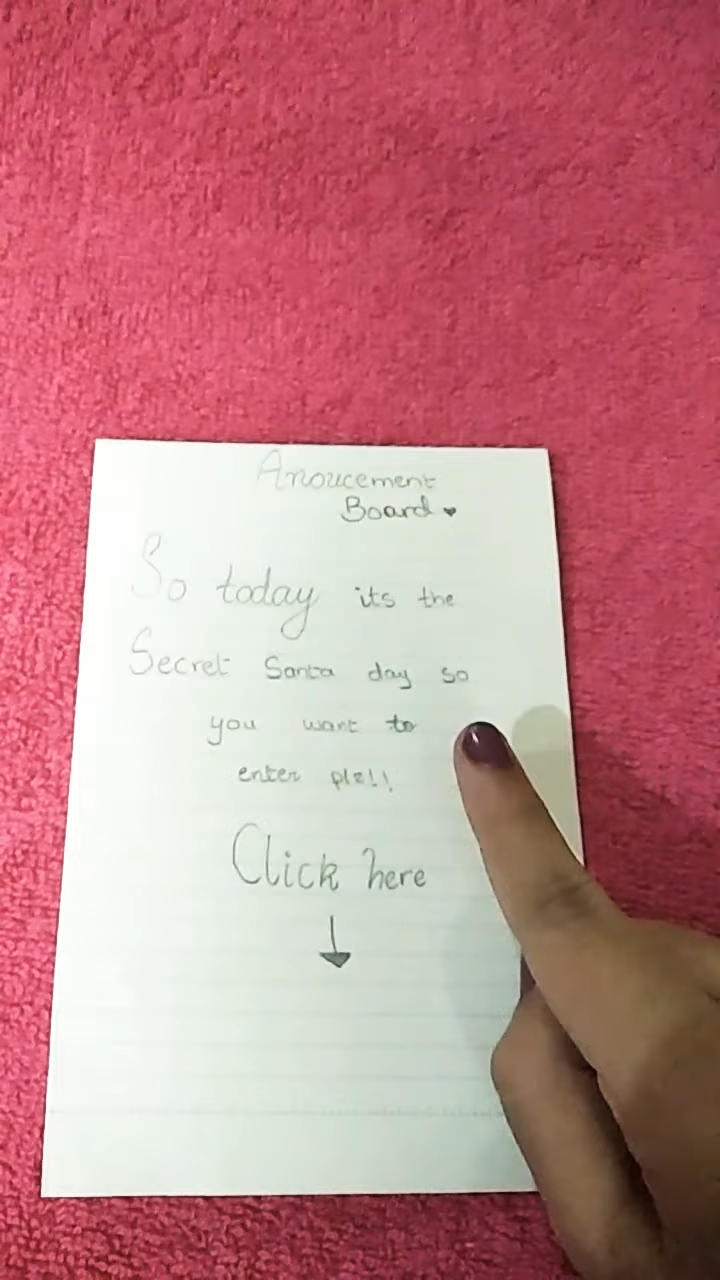 Anoucement
Board
So today its the
Secret Santa day so
you want to
enter plz!!
Click here